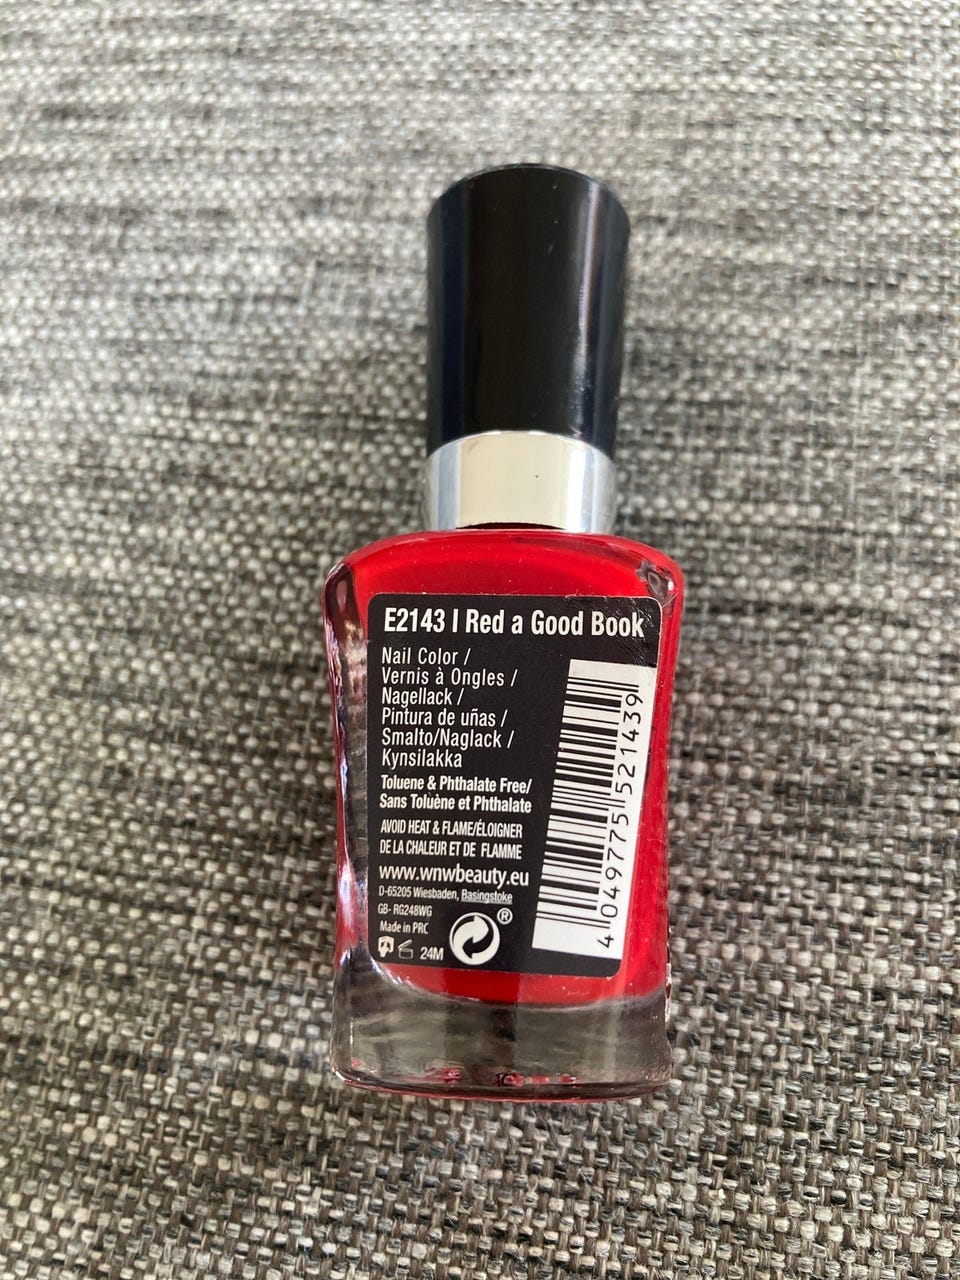 E2143 I Red a Good Book
Nail Color /
Vernis à Ongles /
Nagellack /
Pintura de uñas /
Smalto/Naglack /
Kynsilakka
Toluene & Phthalate Free/
Sans Toluène et Phthalate
AVOID HEAT & FLAME/ÉLOIGNER
DE LA CHALEUR ET DE FLAMME
www.wnwbeauty.eu
D-65205 Wiesbaden, Basingstoke
GB- RG248WG
Made in PRC
24M
®
4 049775 521439